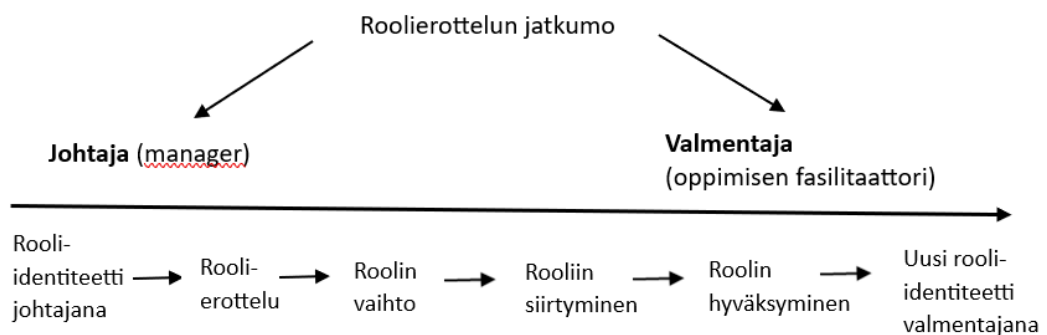 Roolierottelun jatkumo
Johtaja (manager)
Valmentaja
(oppimisen fasilitaattori)
Rooli-
identiteetti
johtajana
Rooli-
erottelu
Roolin
vaihto
Rooliin
siirtyminen
Roolin
hyväksyminen
Uusi rooli-
identiteetti
valmentajana